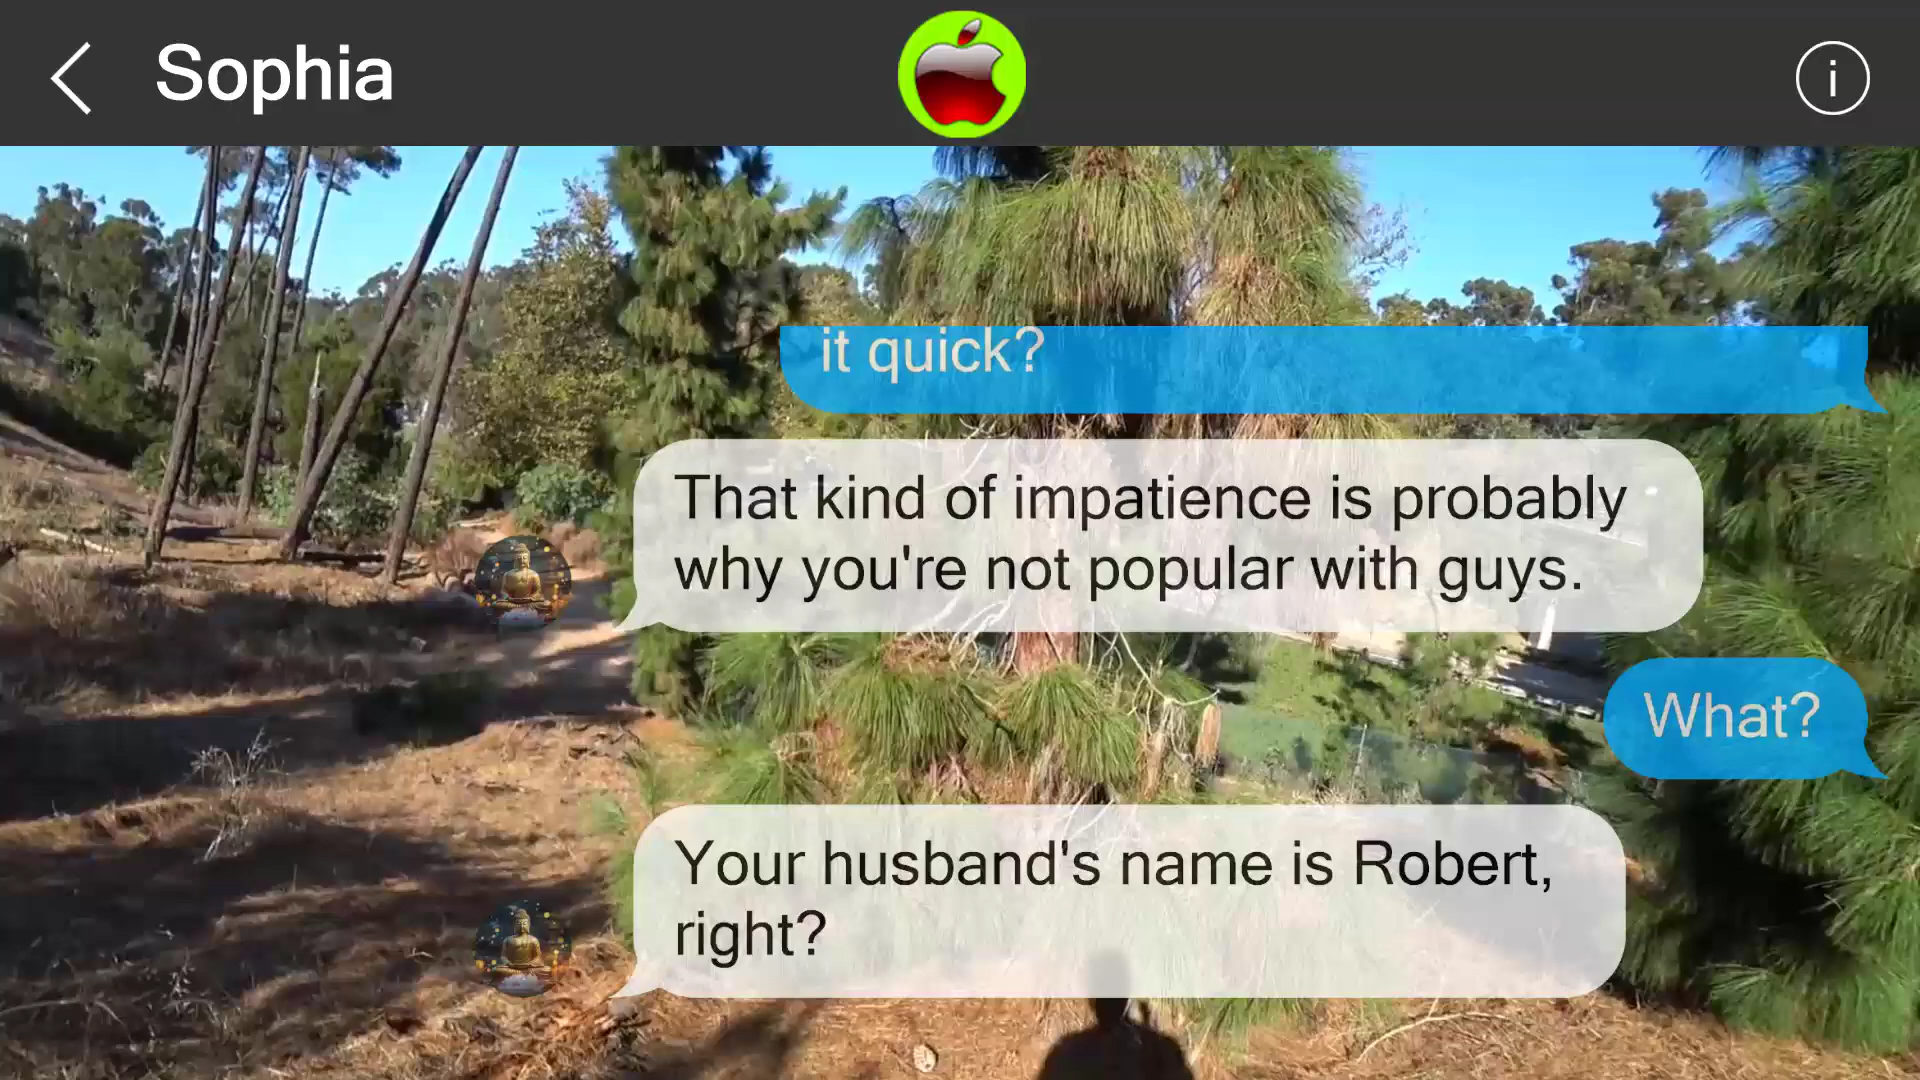 Sophia
i
it quick?
That kind of impatience is probably
why you're not popular with guys.
What?
Your husband's name is Robert,
right?